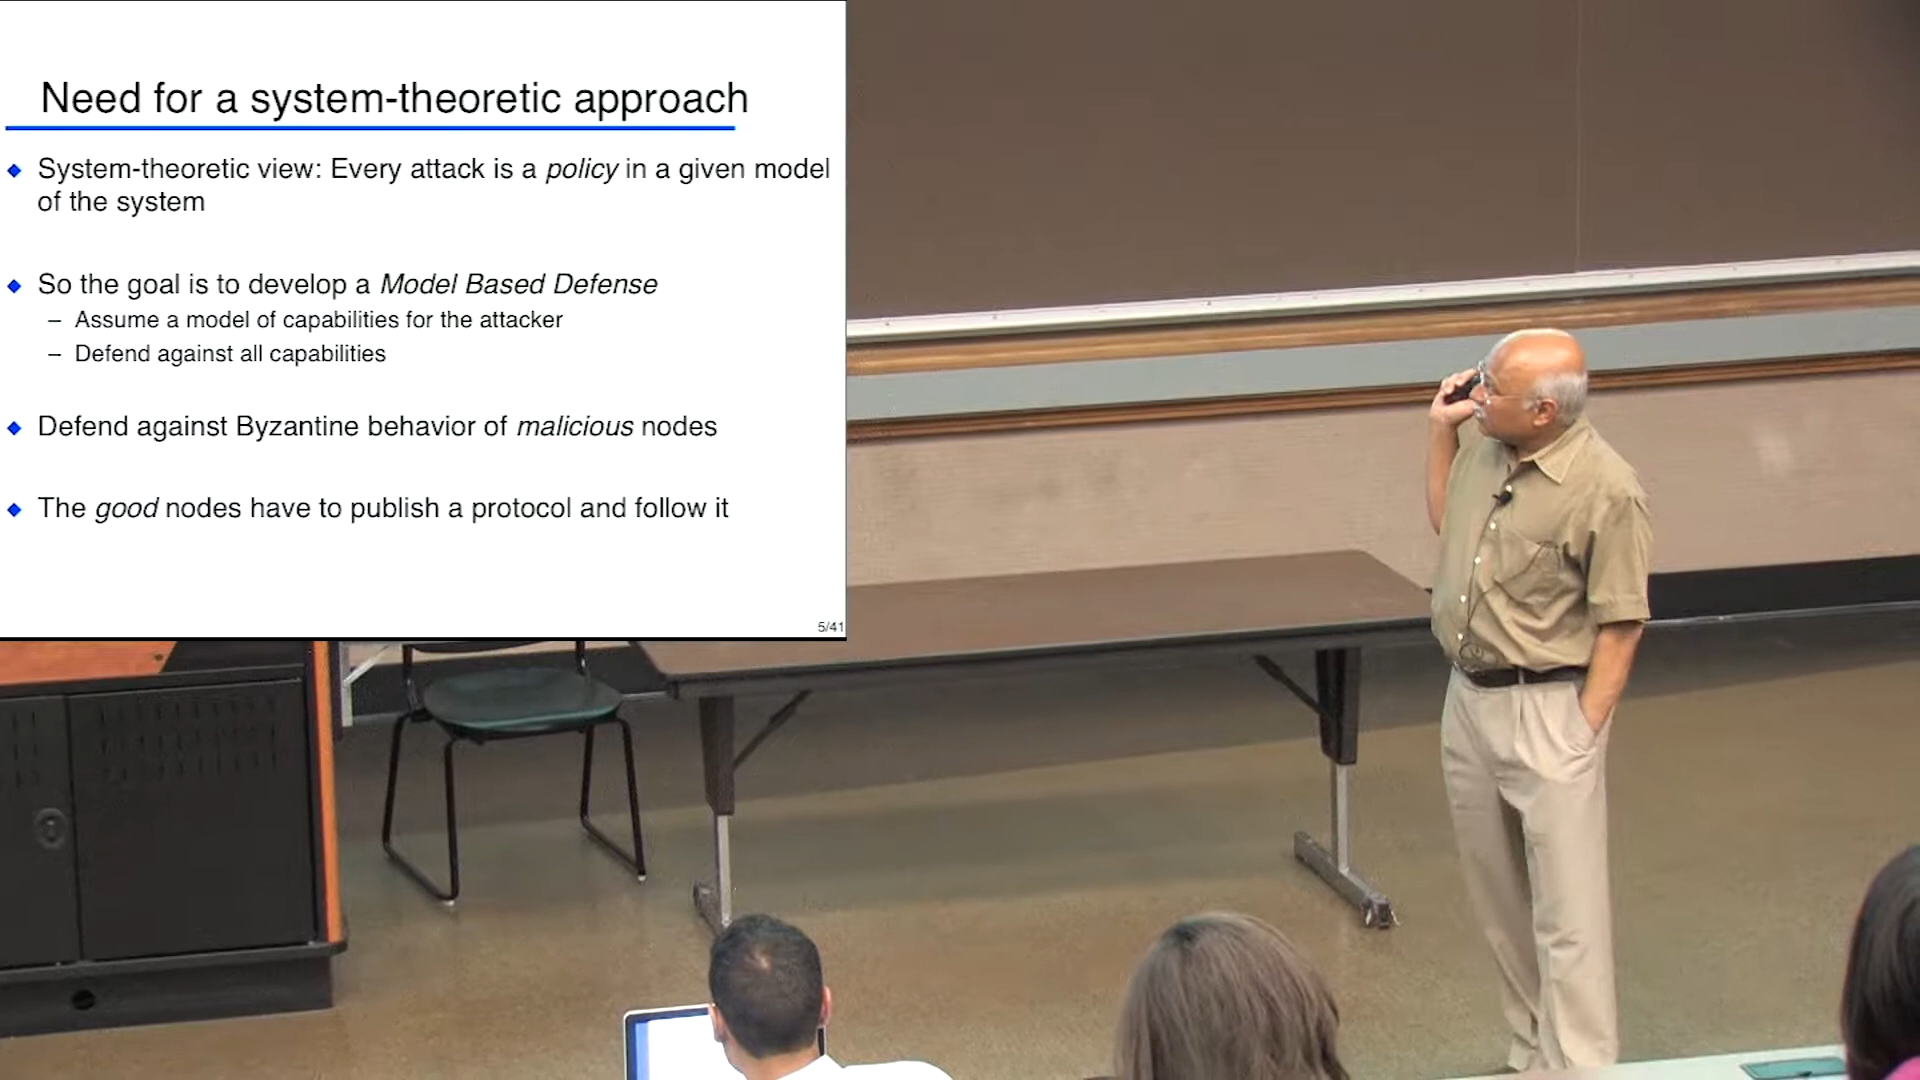 Need for a system-theoretic approach
System-theoretic view: Every attack is a policy in a given model
of the system
So the goal is to develop a Model Based Defense
– Assume a model of capabilities for the attacker
– Defend against all capabilities
Defend against Byzantine behavior of malicious nodes
The good nodes have to publish a protocol and follow it
5/41